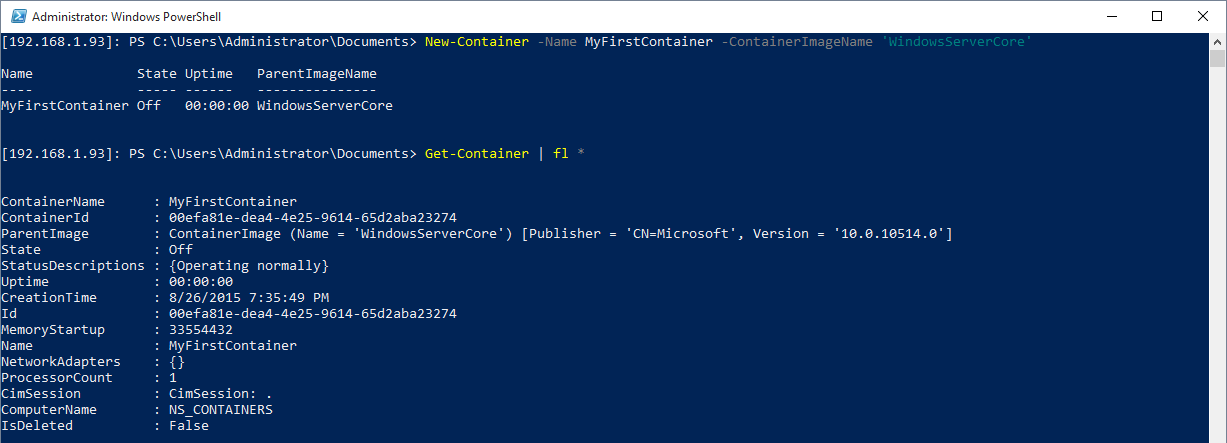 Administrator: Windows PowerShell
[192.168.1.93]: PS C:\Users\Administrator\Documents> New-Container -Name MyFirstContainer -ContainerImageName 'WindowsServerCore'
Name             State Uptime   ParentImageName
----             ----- ------   ---------------
MyFirstContainer Off   00:00:00 WindowsServerCore
[192.168.1.93]: PS C:\Users\Administrator\Documents> Get-Container | fl *
ContainerName      : MyFirstContainer
ContainerId        : 00efa81e-dea4-4e25-9614-65d2aba23274
ParentImage        : ContainerImage (Name = 'WindowsServerCore') [Publisher = 'CN=Microsoft', Version = '10.0.10514.0']
State              : Off
StatusDescriptions : {Operating normally}
Uptime             : 00:00:00
CreationTime       : 8/26/2015 7:35:49 PM
Id                 : 00efa81e-dea4-4e25-9614-65d2aba23274
MemoryStartup      : 33554432
Name               : MyFirstContainer
NetworkAdapters    : {}
ProcessorCount     : 1
CimSession         : CimSession: .
ComputerName       : NS_CONTAINERS
IsDeleted          : False